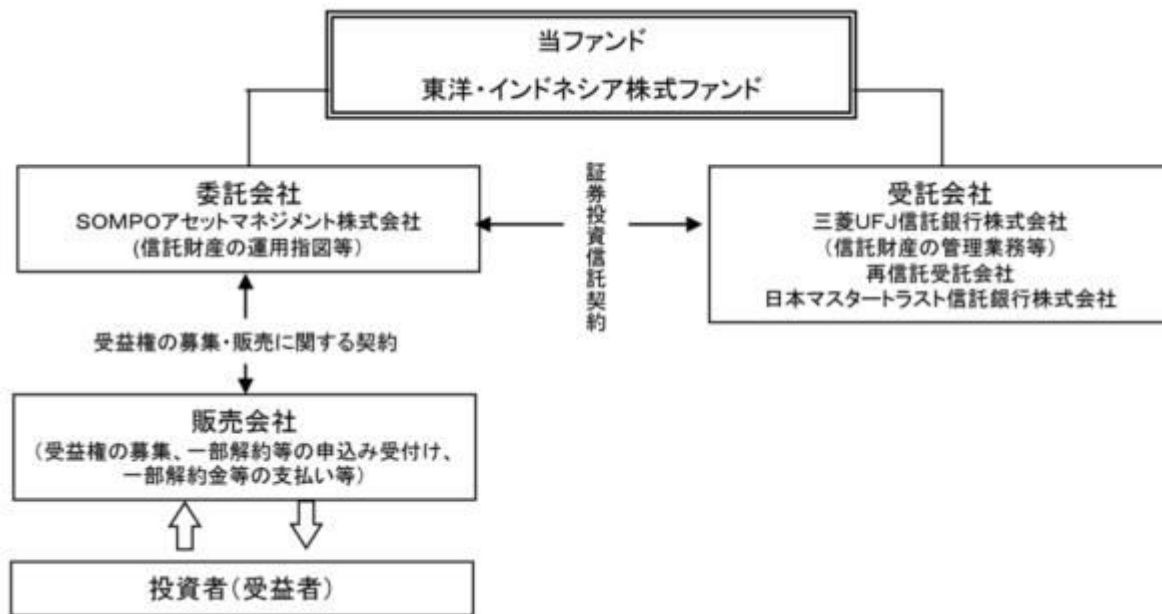 当ファンド
東洋・インドネシア株式ファンド
委託会社
SOMPOアセットマネジメント株式会社
(信託財産の運用指図等)
証券投資信託契約
受託会社
三菱UFJ信託銀行株式会社
(信託財産の管理業務等)
再信託受託会社
日本マスタートラスト信託銀行株式会社
受益権の募集・販売に関する契約
販売会社
(受益権の募集、一部解約等の申込み受付け、
一部解約金等の支払い等)
投資者(受益者)